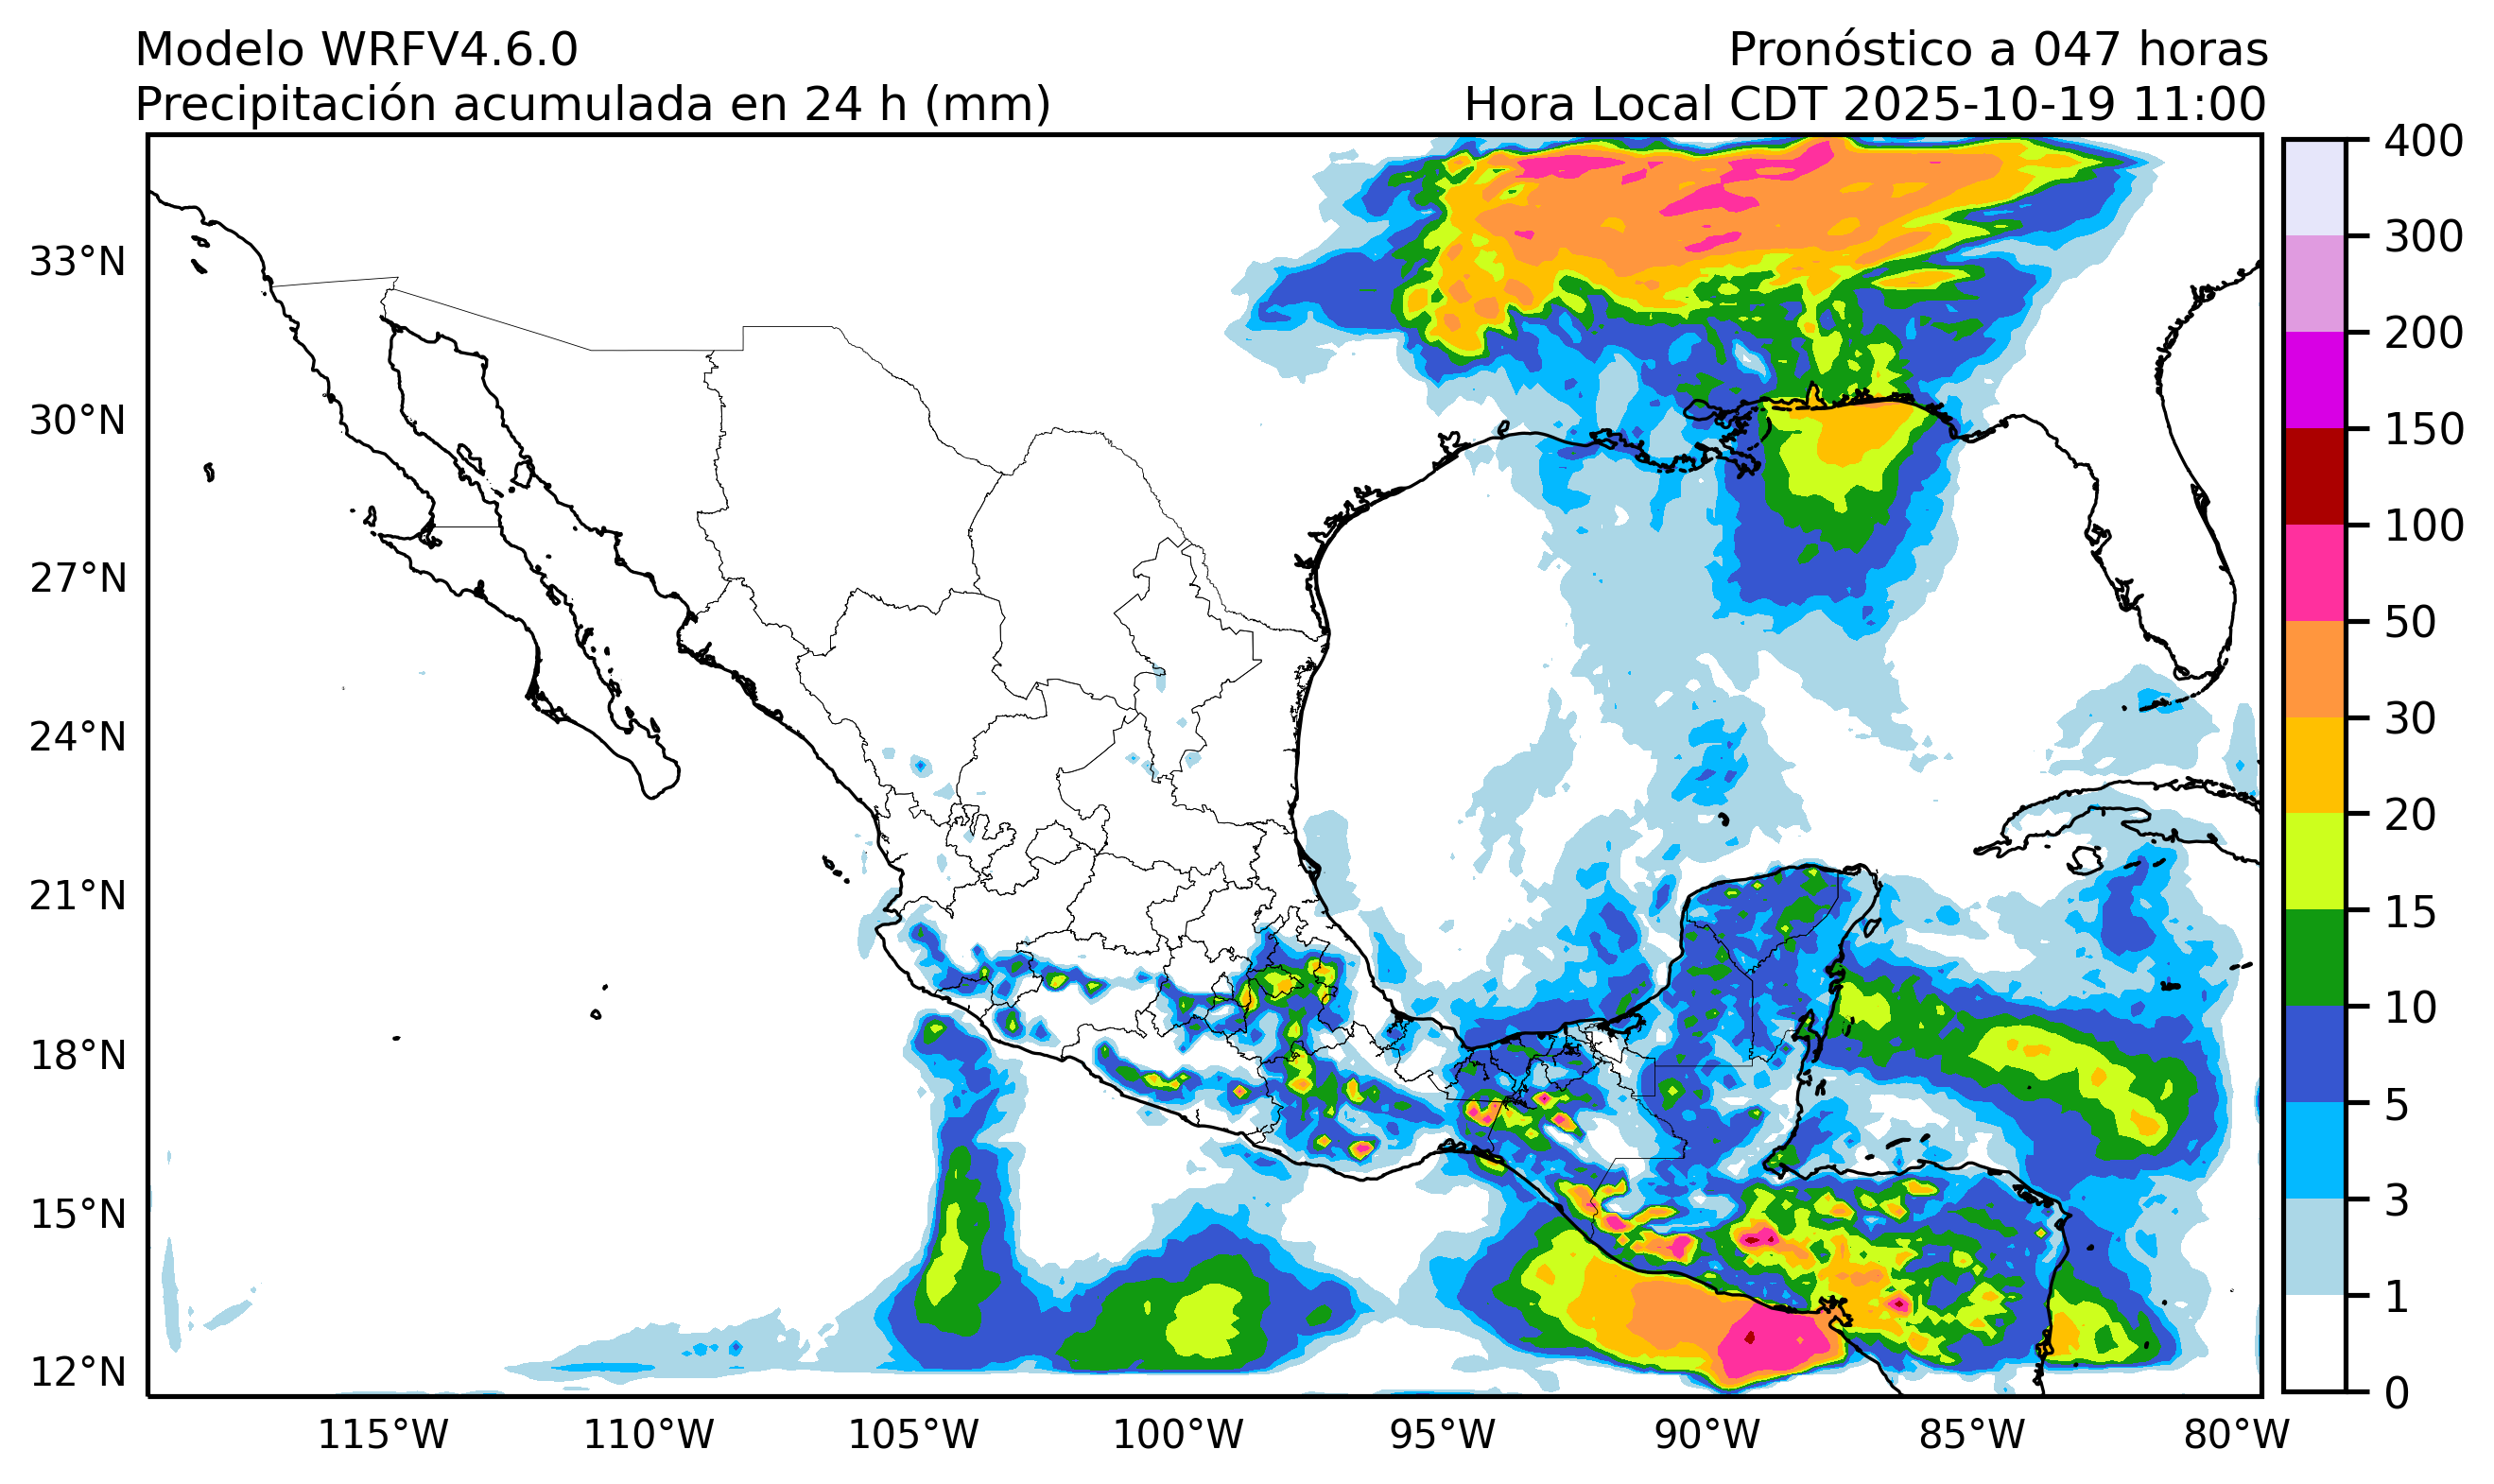 Modelo WRFV4.6.0
Pronóstico a 047 horas
Precipitación acumulada en 24 h (mm)
Hora Local CDT 2025-10-19 11:00
33°N
30°N
27°N
24°N
21°N
18°N
15°N
12°N
115°W
110°W
105°W
100°W
95°W
90°W
85°W
80°W
400
300
200
150
100
50
30
20
15
10
5
3
1
0